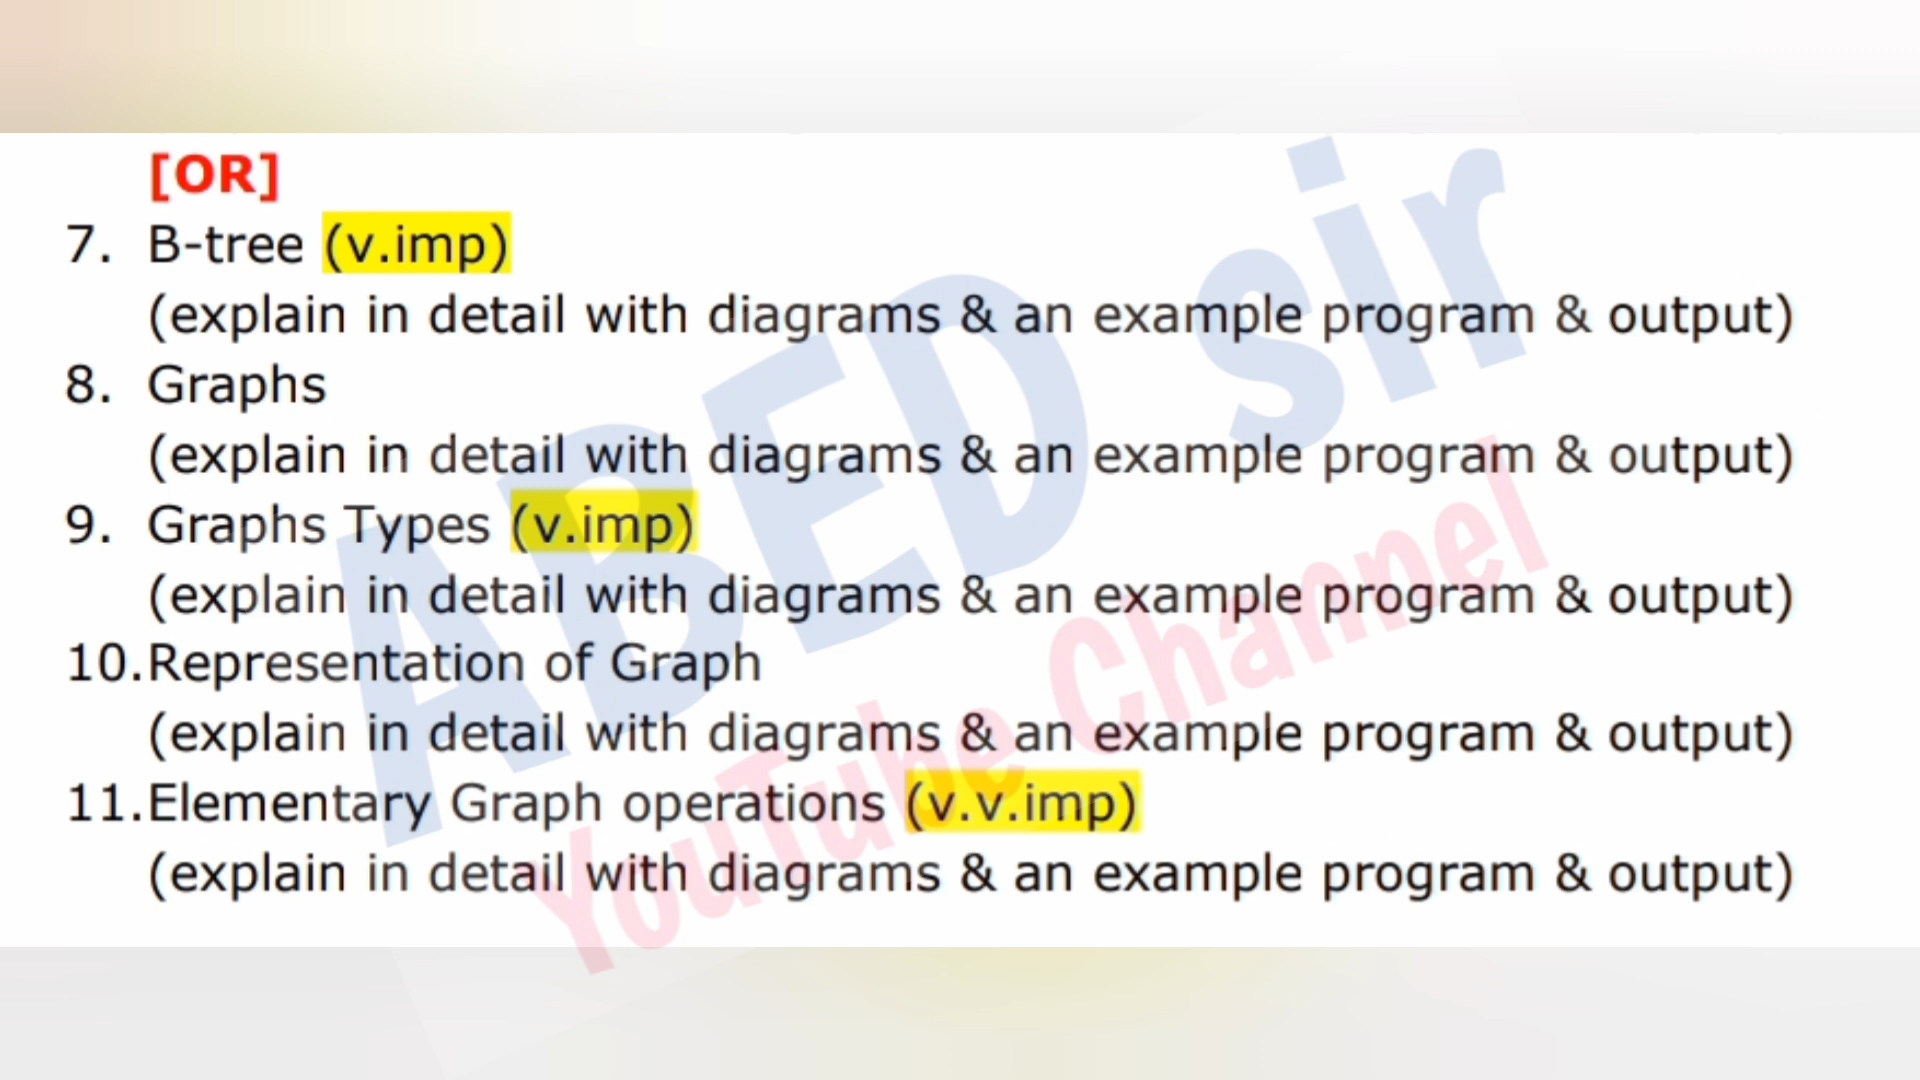 [OR]
7. B-tree (v.imp)
(explain in detail with diagrams & an example program & output)
8. Graphs
(explain in detail with diagrams & an example program & output)
9. Graphs Types (v.imp)
(explain in detail with diagrams & an example program & output)
10.Representation of Graph
(explain in detail with diagrams & an example program & output)
11.Elementary Graph operations (v.v.imp)
(explain in detail with diagrams & an example program & output)
ABED sir
YouTube Channel